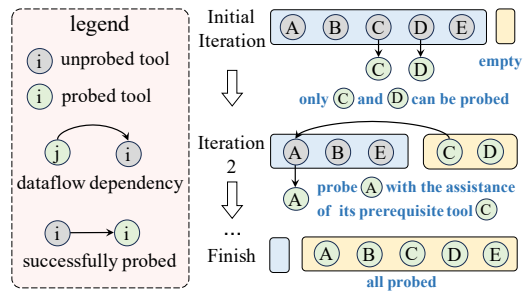 legend
i unprobed tool
i probed tool
j i
dataflow dependency
i i
successfully probed
Initial
Iteration
A B C D E
empty
C D
only C and D can be probed
Iteration
2
A B E C D
A
probe A with the assistance
of its prerequisite tool C
...
Finish
A B C D E
all probed